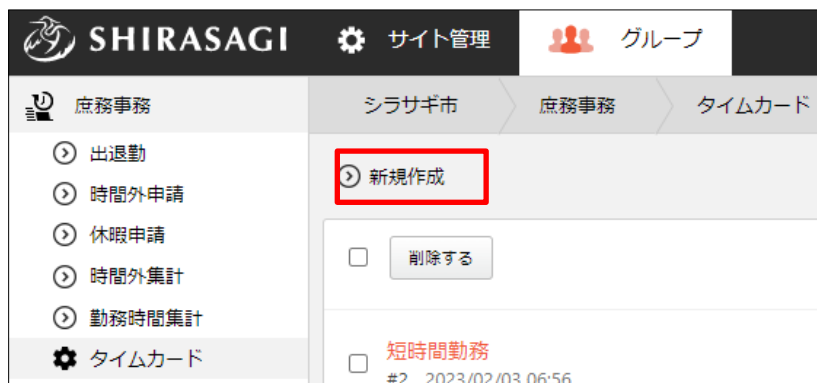 SHIRASAGI
サイト管理
グループ
庶務事務
シラサギ市
庶務事務
タイムカード
出退勤
時間外申請
休暇申請
時間外集計
勤務時間集計
タイムカード
新規作成
削除する
短時間勤務
#2 2023/02/03 06:56